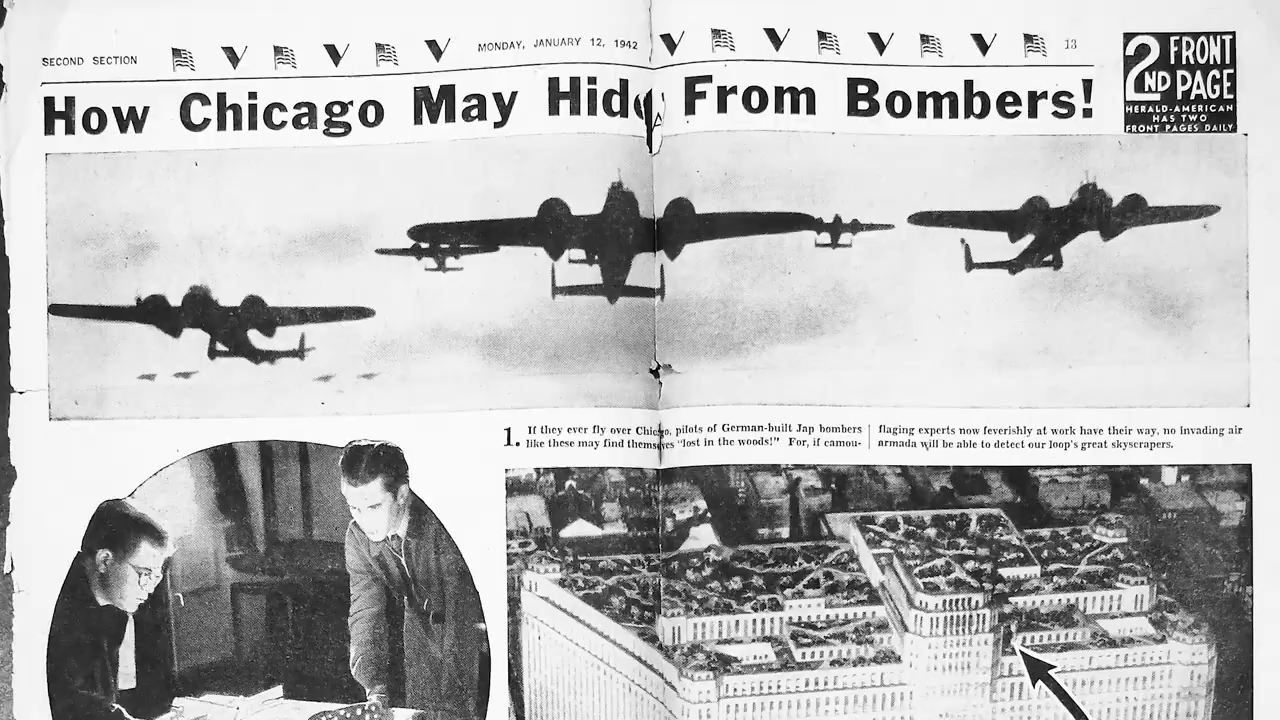 SECOND SECTION
MONDAY, JANUARY 12, 1942
13
2ND FRONT PAGE
HERALD-AMERICAN
HAS TWO
FRONT PAGES DAILY
How Chicago May Hide From Bombers!
1. If they ever fly over Chicago, pilots of German-built Jap bombers
like these may find themselves "lost in the woods!" For, if camou-
flaging experts now feverishly at work have their way, no invading air
armada will be able to detect our loop's great skyscrapers.